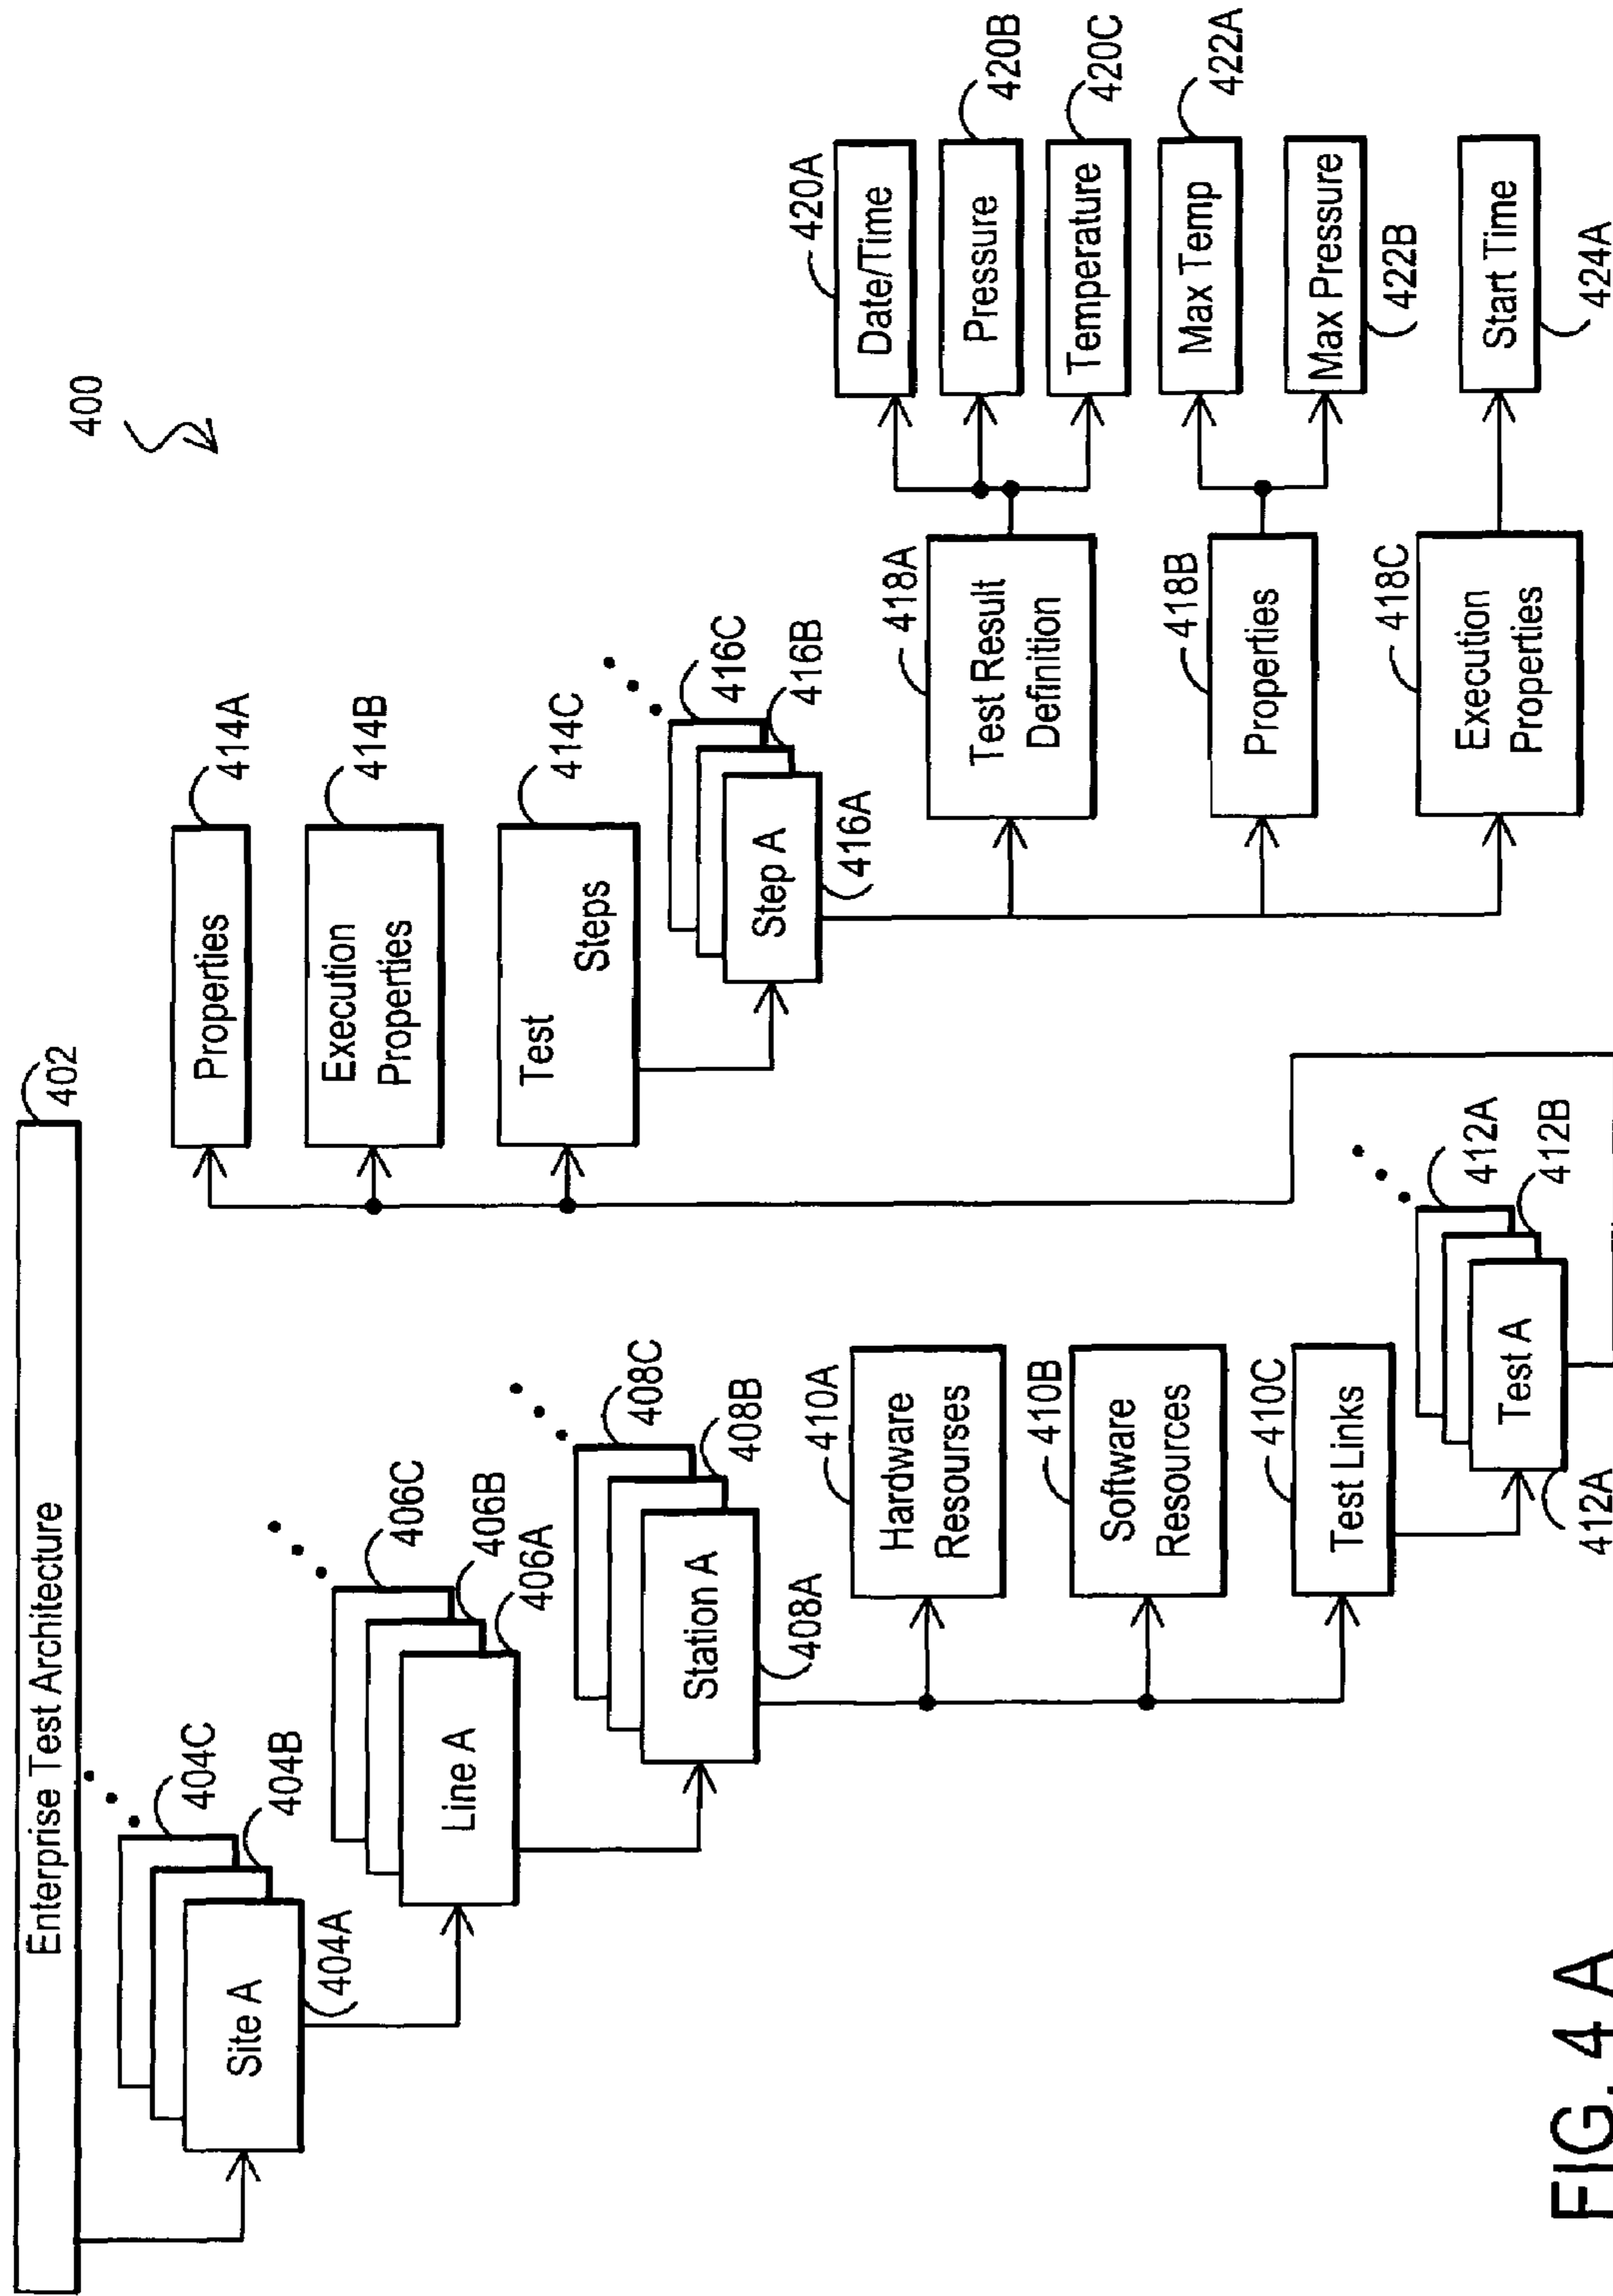 400
Enterprise Test Architecture
402
404C
404B
Site A
404A
406C
406B
406A
Line A
408C
408B
Station A
408A
410A
Hardware
Resourses
410B
Software
Resources
410C
Test Links
412A
412B
Test A
412A
Properties
414A
Execution
Properties
414B
Test
Steps
414C
416C
416B
Step A
416A
418A
Test Result
Definition
418B
Properties
418C
Execution
Properties
420A
Date/Time
420B
Pressure
420C
Temperature
422A
Max Temp
Max Pressure
422B
Start Time
424A
FIG. 4 A